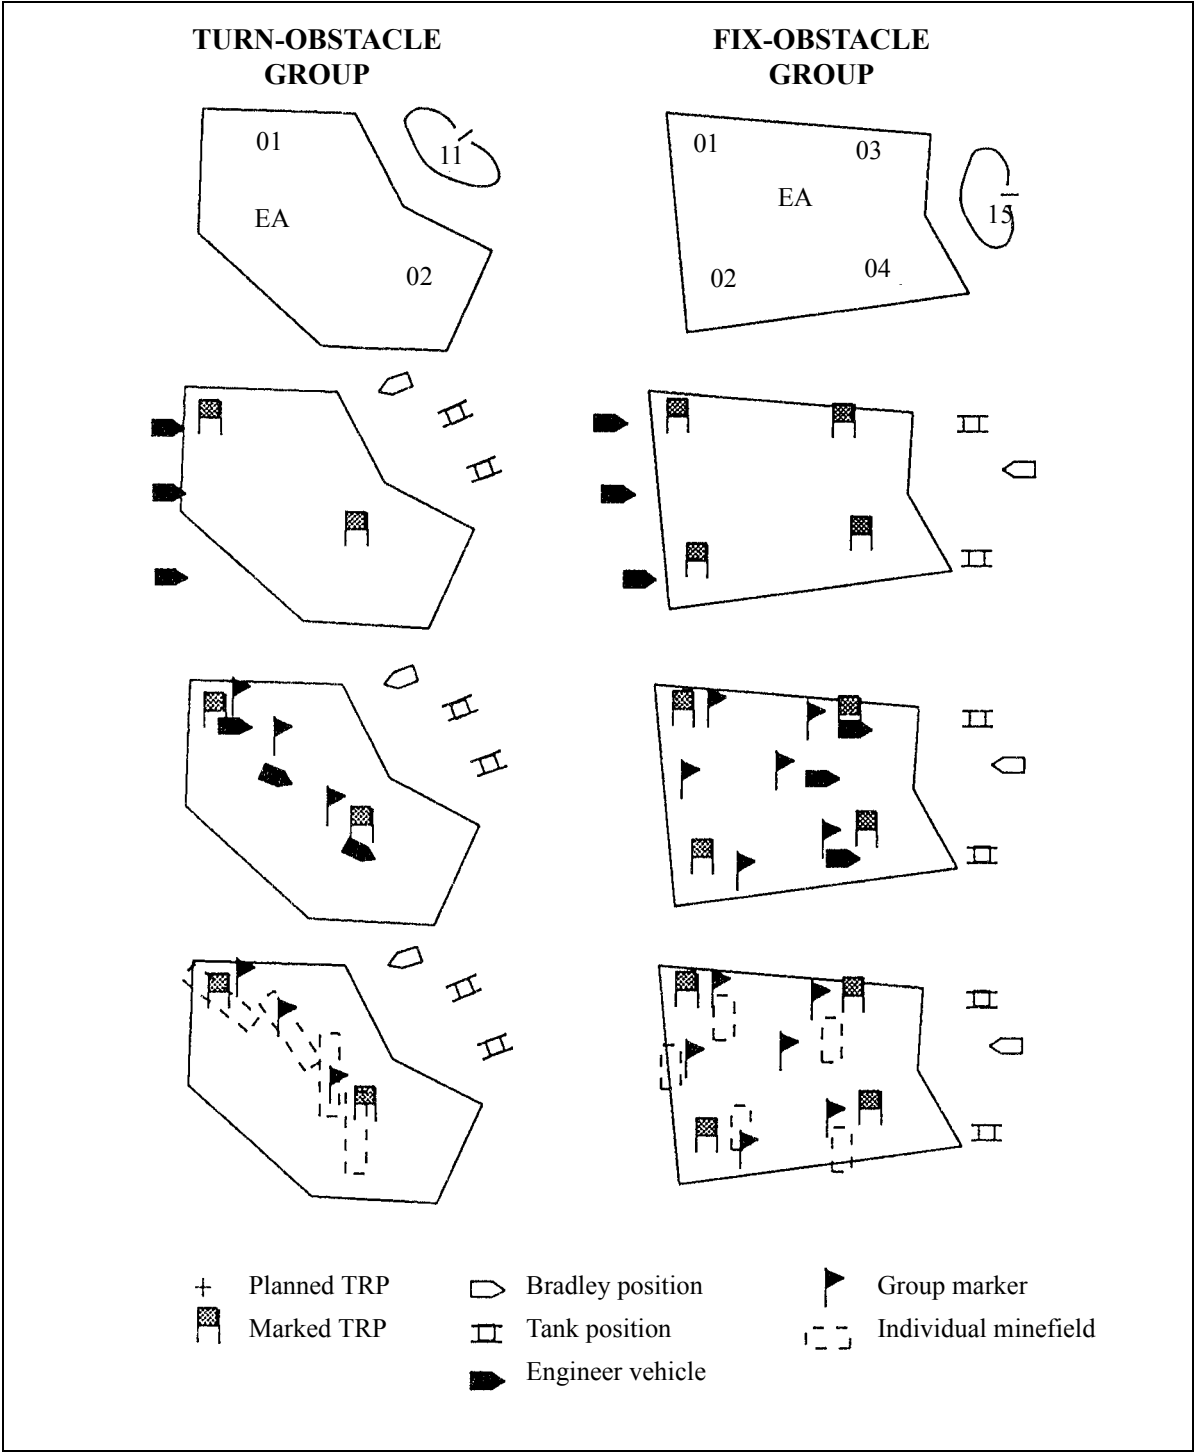 TURN-OBSTACLE
GROUP
FIX-OBSTACLE
GROUP
01
11
EA
02
01
03
EA
15
02
04
Planned TRP
Bradley position
Group marker
Marked TRP
Tank position
Individual minefield
Engineer vehicle